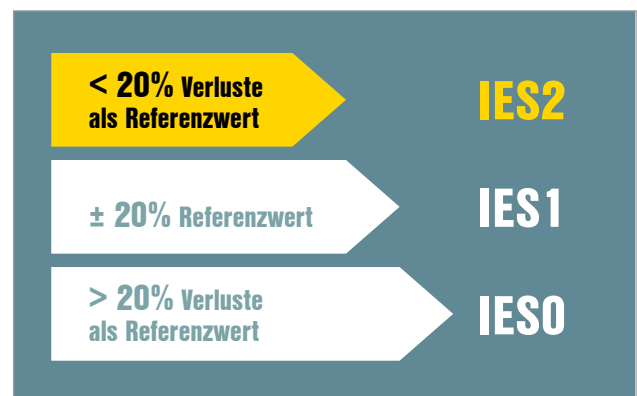 < 20% Verluste
als Referenzwert
IES2
± 20% Referenzwert
IES1
> 20% Verluste
als Referenzwert
IES0